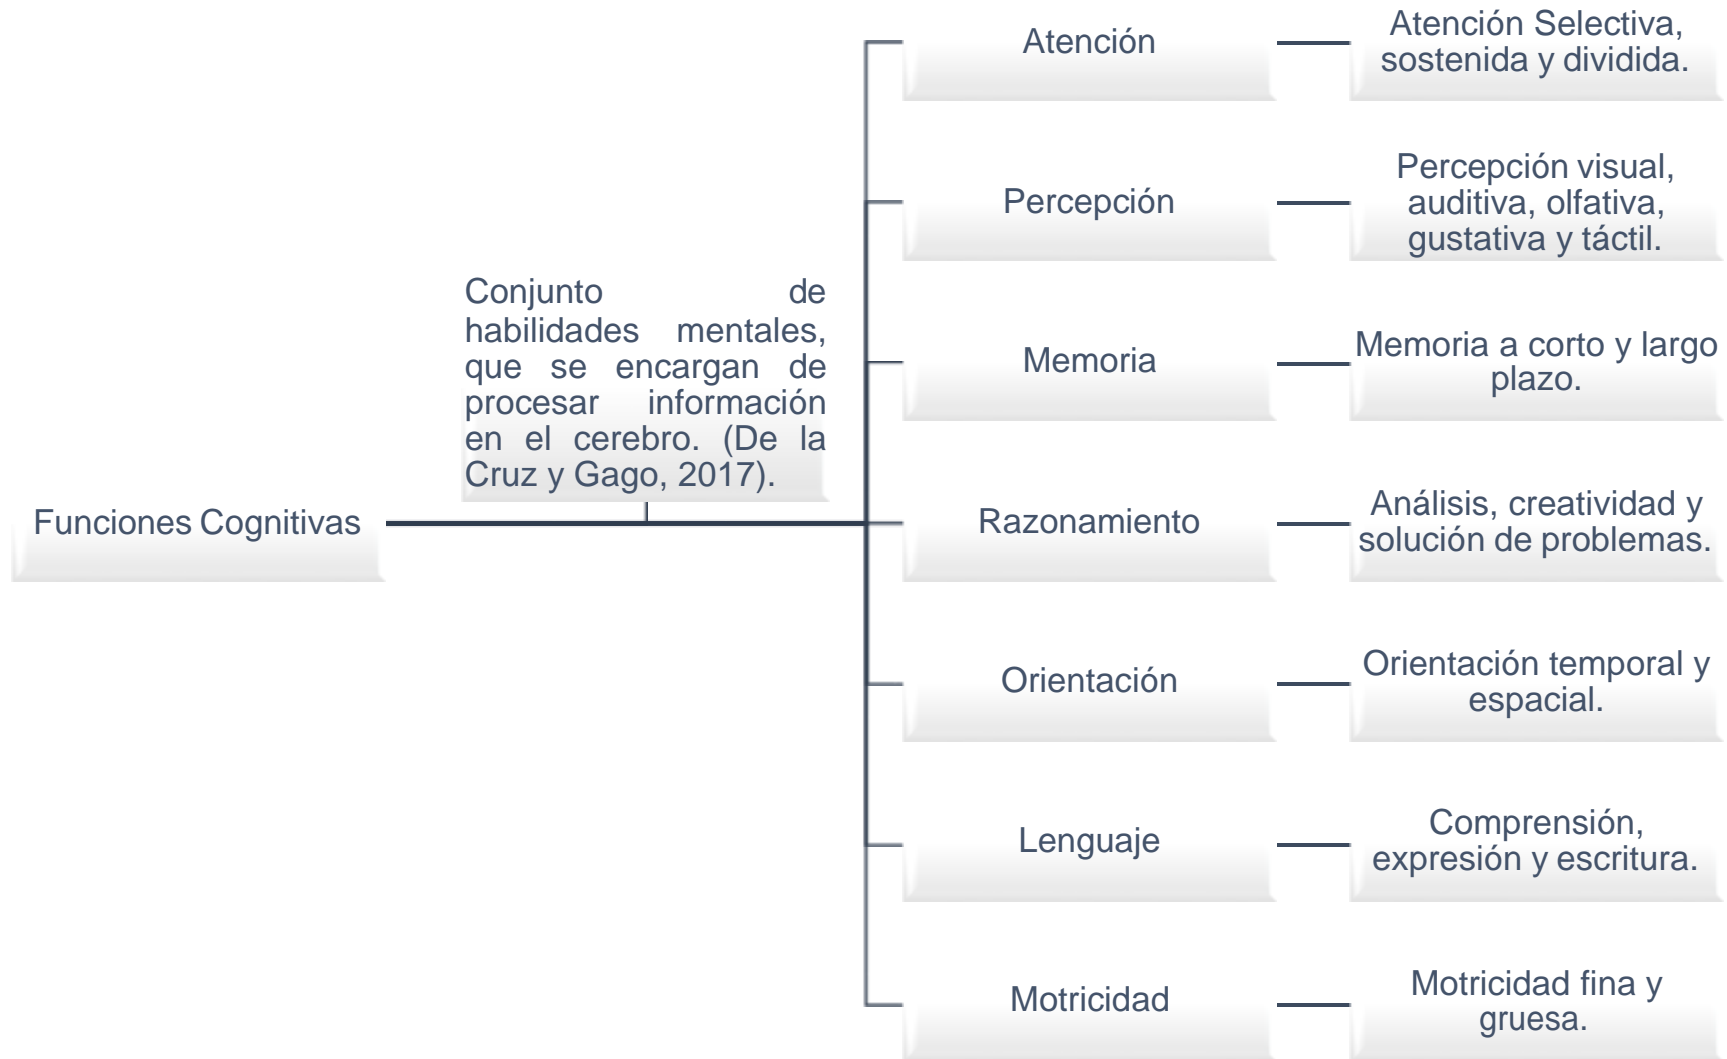 Funciones Cognitivas
Conjunto de
habilidades mentales,
que se encargan de
procesar información
en el cerebro. (De la
Cruz y Gago, 2017).
Atención
Atención Selectiva,
sostenida y dividida.
Percepción
Percepción visual,
auditiva, olfativa,
gustativa y táctil.
Memoria
Memoria a corto y largo
plazo.
Razonamiento
Análisis, creatividad y
solución de problemas.
Orientación
Orientación temporal y
espacial.
Lenguaje
Comprensión,
expresión y escritura.
Motricidad
Motricidad fina y
gruesa.